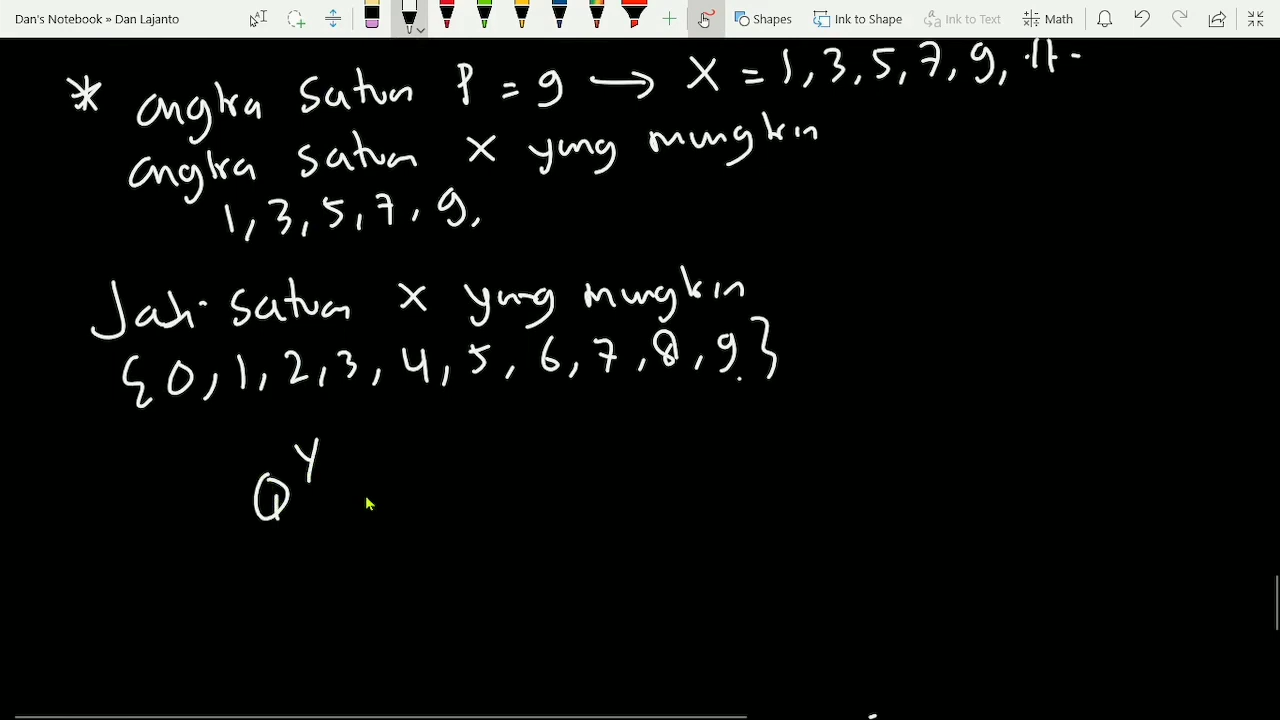 Dan's Notebook » Dan Lajanto
Shapes Ink to Shape Ink to Text Math
* angka satuan P = 9 → X = 1, 3, 5, 7, 9, 11 -
angka satuan X yang mungkin
1, 3, 5, 7, 9,
Jadi satuan X yang mungkin
{0, 1, 2, 3, 4, 5, 6, 7, 8, 9}
Q^Y